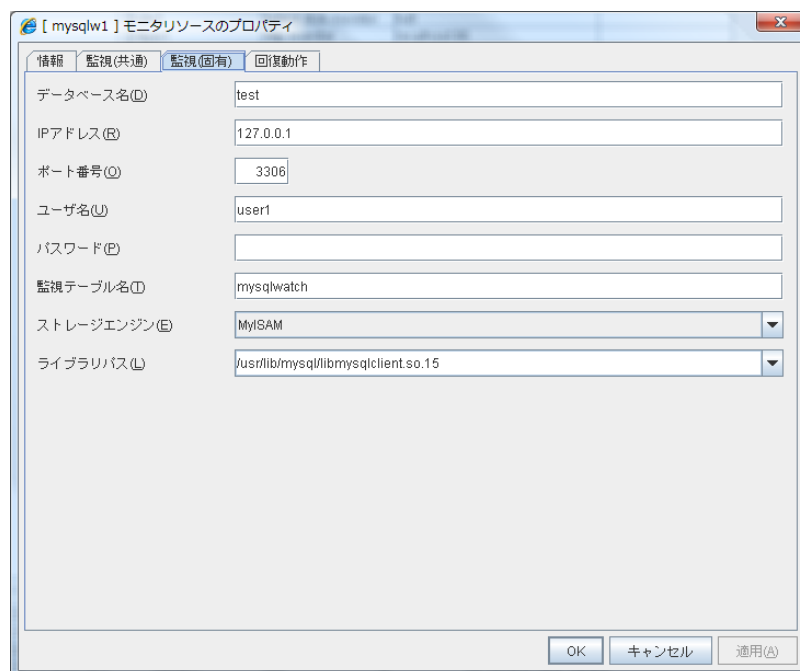 [ mysqlw1 ] モニタリソースのプロパティ
情報 監視(共通) 監視(固有) 回復動作
データベース名(D) test
IPアドレス(R) 127.0.0.1
ポート番号(O) 3306
ユーザ名(U) user1
パスワード(P)
監視テーブル名(T) mysqlwatch
ストレージエンジン(E) MyISAM
ライブラリパス(L) /usr/lib/mysql/libmysqlclient.so.15
OK キャンセル 適用(A)